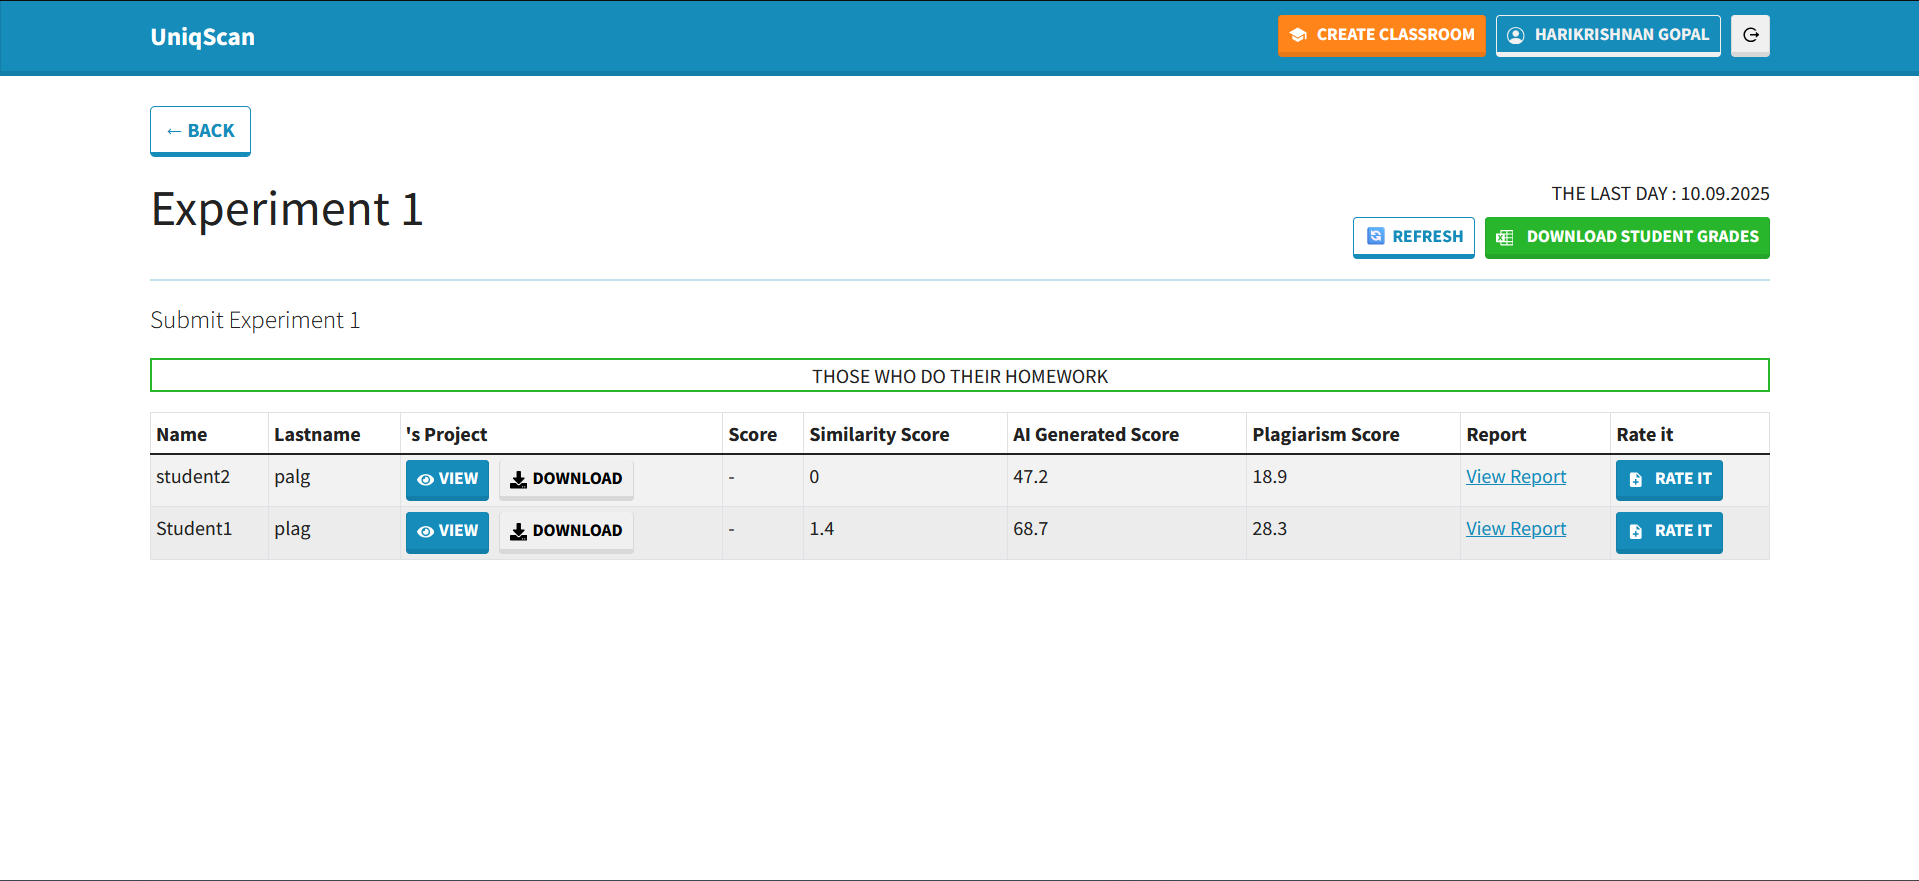 UniqScan
CREATE CLASSROOM
HARIKRISHNAN GOPAL
← BACK
Experiment 1
THE LAST DAY : 10.09.2025
REFRESH
DOWNLOAD STUDENT GRADES
Submit Experiment 1
THOSE WHO DO THEIR HOMEWORK
Name Lastname 's Project Score Similarity Score AI Generated Score Plagiarism Score Report Rate it
student2 palg VIEW DOWNLOAD - 0 47.2 18.9 View Report RATE IT
Student1 plag VIEW DOWNLOAD - 1.4 68.7 28.3 View Report RATE IT